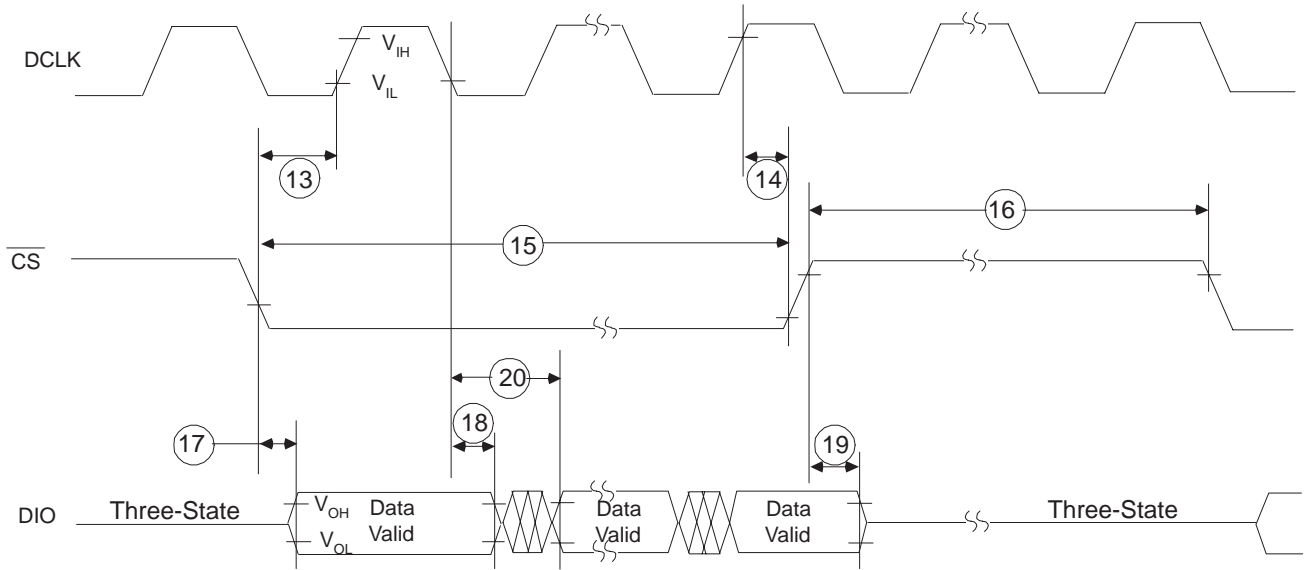 DCLK
V_IH
V_IL
13
14
16
15
CS
20
18
17
19
DIO
Three-State
V_OH
V_OL
Data
Valid
Data
Valid
Data
Valid
Three-State